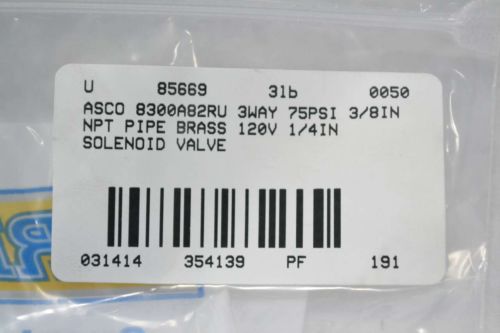 U 85669 3lb 0050
ASCO 8300A82RU 3WAY 75PSI 3/8IN
NPT PIPE BRASS 120V 1/4IN
SOLENOID VALVE
031414 354139 PF 191